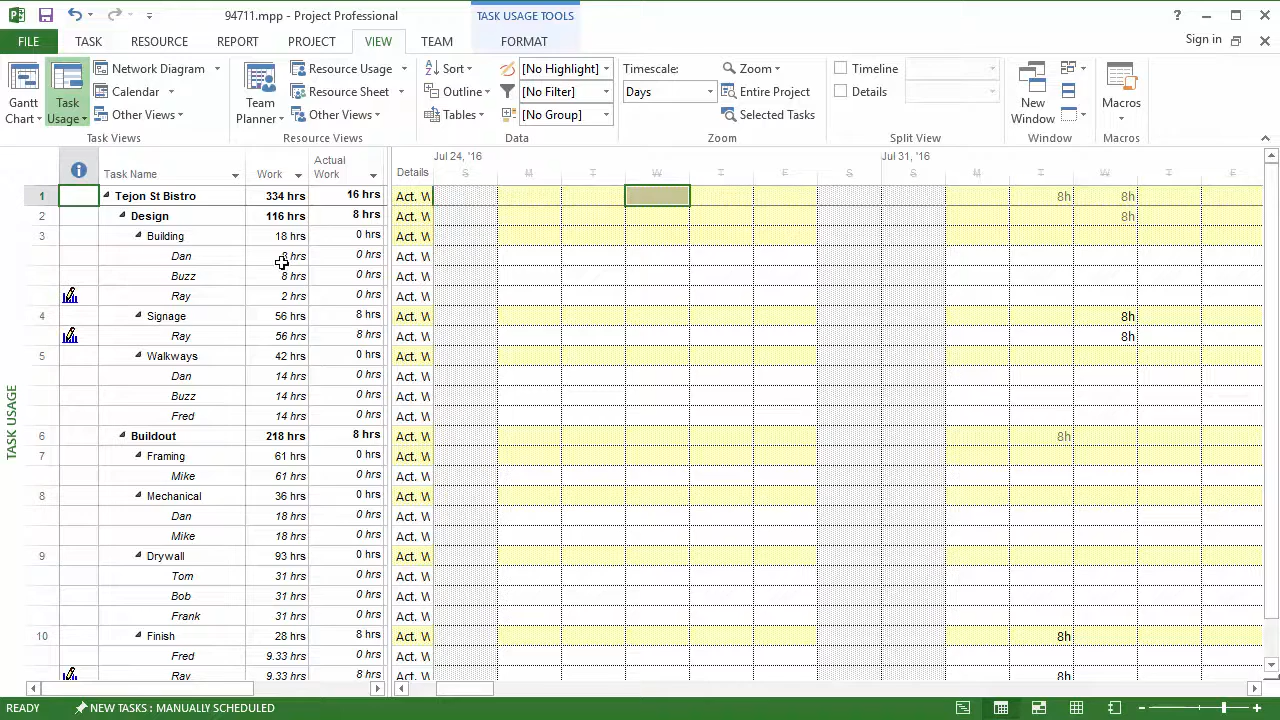 94711.mpp - Project Professional
TASK USAGE TOOLS
FILE TASK RESOURCE REPORT PROJECT VIEW TEAM FORMAT Sign in
Gantt Chart
Task Usage
Network Diagram
Calendar
Other Views
Task Views
Team Planner
Resource Usage
Resource Sheet
Other Views
Resource Views
Sort
Outline
Tables
[No Highlight]
[No Filter]
[No Group]
Data
Timescale:
Days
Zoom
Entire Project
Selected Tasks
Zoom
Timeline
Details
Split View
New Window
Window
Macros
Macros
Task Name Work Actual Work Details
Jul 24, '16 Jul 31, '16
S M T W T F S S M T W T F
1 Tejon St Bistro 334 hrs 16 hrs Act. W 8h 8h
2 Design 116 hrs 8 hrs Act. W 8h
3 Building 18 hrs 0 hrs Act. W
Dan 8 hrs 0 hrs Act. W
Buzz 8 hrs 0 hrs Act. W
Ray 2 hrs 0 hrs Act. W
4 Signage 56 hrs 8 hrs Act. W 8h
Ray 56 hrs 8 hrs Act. W 8h
5 Walkways 42 hrs 0 hrs Act. W
Dan 14 hrs 0 hrs Act. W
Buzz 14 hrs 0 hrs Act. W
Fred 14 hrs 0 hrs Act. W
6 Buildout 218 hrs 8 hrs Act. W 8h
7 Framing 61 hrs 0 hrs Act. W
Mike 61 hrs 0 hrs Act. W
8 Mechanical 36 hrs 0 hrs Act. W
Dan 18 hrs 0 hrs Act. W
Mike 18 hrs 0 hrs Act. W
9 Drywall 93 hrs 0 hrs Act. W
Tom 31 hrs 0 hrs Act. W
Bob 31 hrs 0 hrs Act. W
Frank 31 hrs 0 hrs Act. W
10 Finish 28 hrs 8 hrs Act. W 8h
Fred 9.33 hrs 0 hrs Act. W
Ray 9.33 hrs 8 hrs Act. W 8h
TASK USAGE
READY NEW TASKS : MANUALLY SCHEDULED